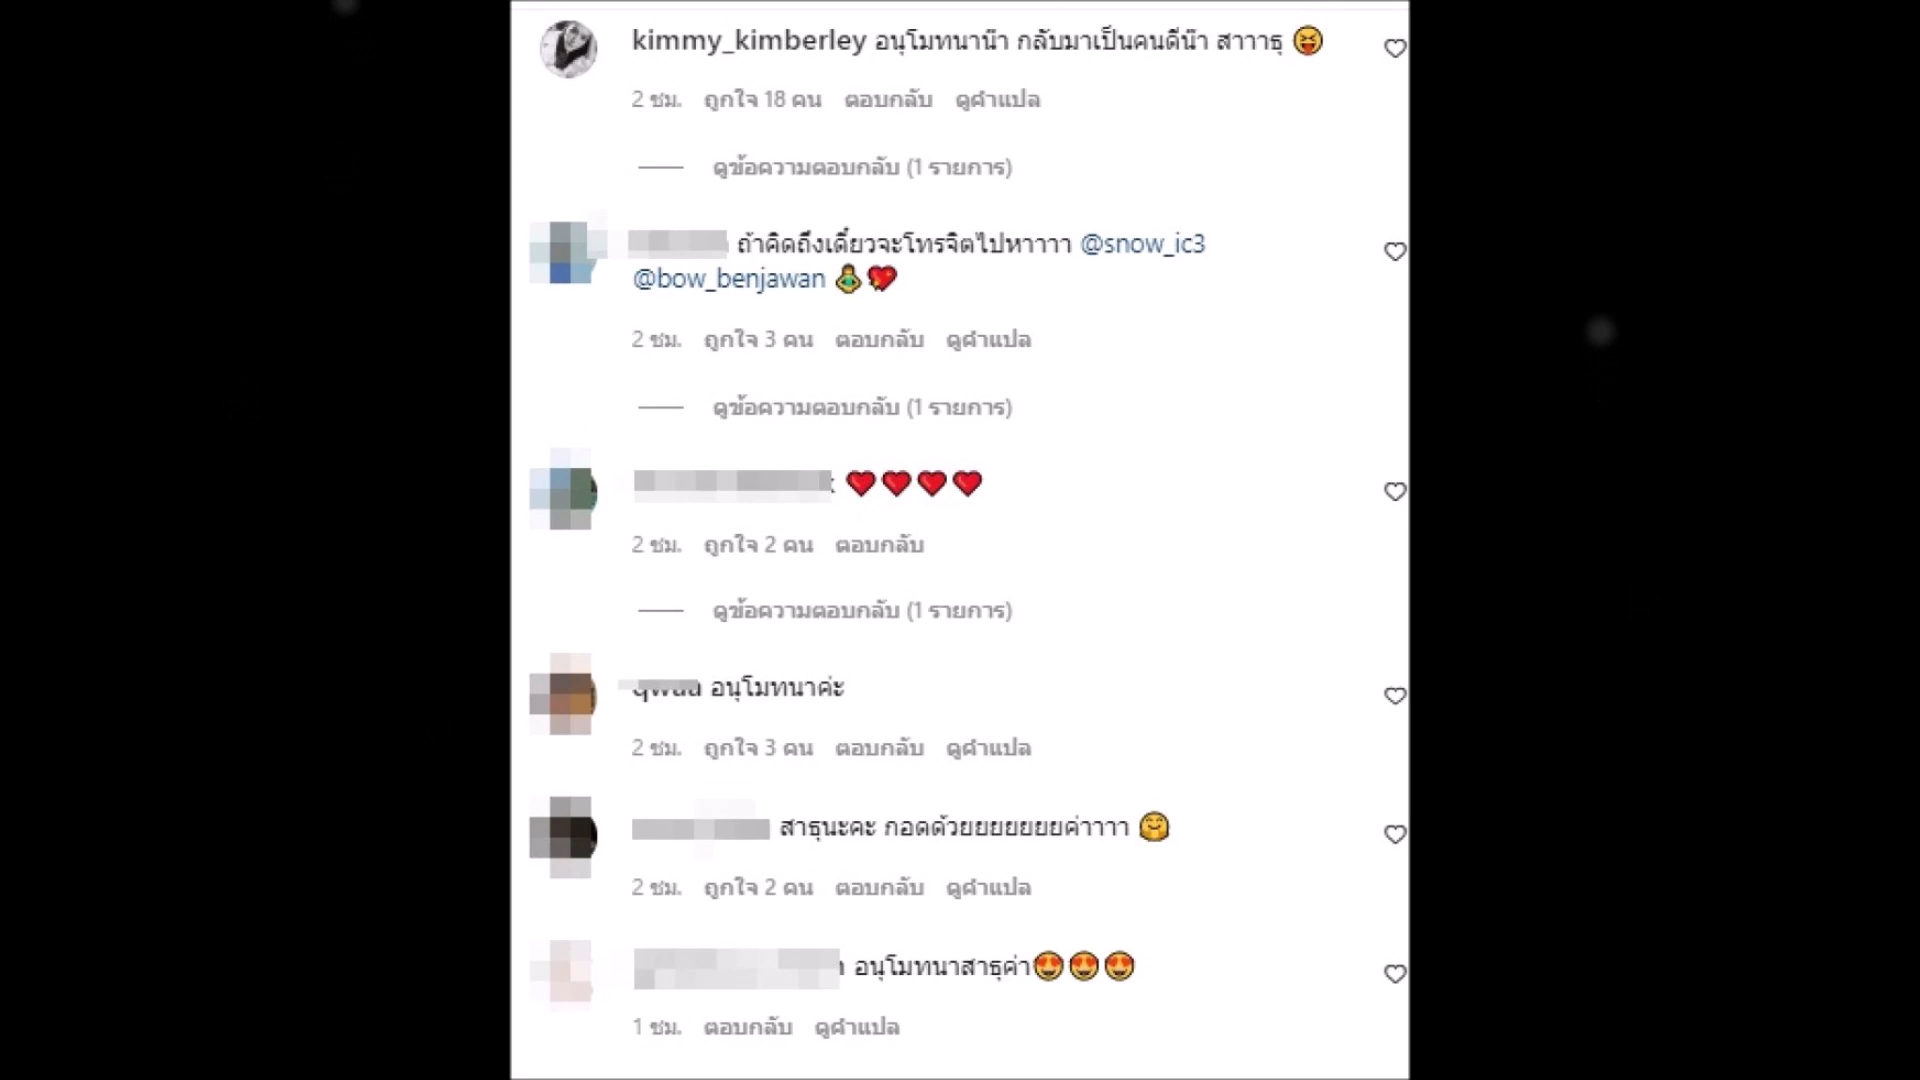 kimmy_kimberley อนุโมทนาน๊า กลับมาเป็นคนดีน๊า สาาาธุ 😝
2 ชม. ถูกใจ 18 คน ตอบกลับ ดูคำแปล
ดูข้อความตอบกลับ (1 รายการ)
ถ้าคิดถึงเดี๋ยวจะโทรจิตไปหาาาา @snow_ic3
@bow_benjawan 🧘💖
2 ชม. ถูกใจ 3 คน ตอบกลับ ดูคำแปล
ดูข้อความตอบกลับ (1 รายการ)
❤️❤️❤️❤️
2 ชม. ถูกใจ 2 คน ตอบกลับ
ดูข้อความตอบกลับ (1 รายการ)
อนุโมทนาค่ะ
2 ชม. ถูกใจ 3 คน ตอบกลับ ดูคำแปล
สาธุนะคะ กอดด้วยยยยยยยค่าาาา 🤗
2 ชม. ถูกใจ 2 คน ตอบกลับ ดูคำแปล
อนุโมทนาสาธุค่า😍😍😍
1 ชม. ตอบกลับ ดูคำแปล